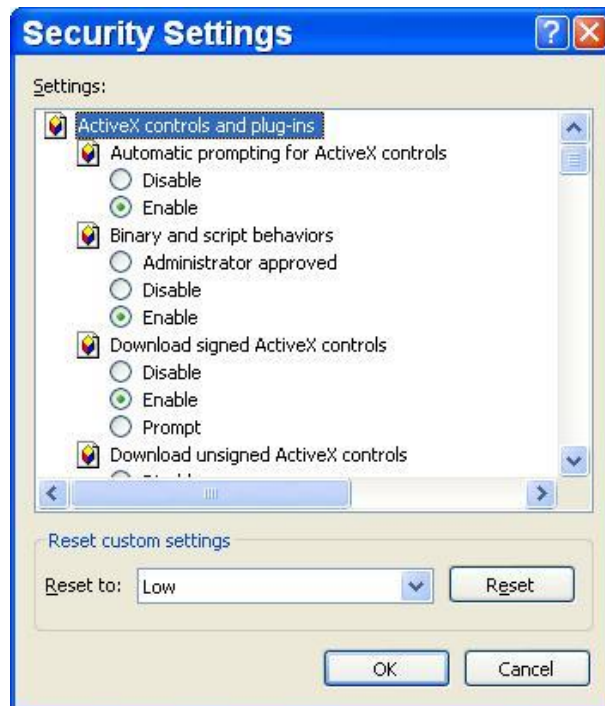 Security Settings
Settings:
ActiveX controls and plug-ins
Automatic prompting for ActiveX controls
Disable
Enable
Binary and script behaviors
Administrator approved
Disable
Enable
Download signed ActiveX controls
Disable
Enable
Prompt
Download unsigned ActiveX controls
Reset custom settings
Reset to: Low Reset
OK Cancel